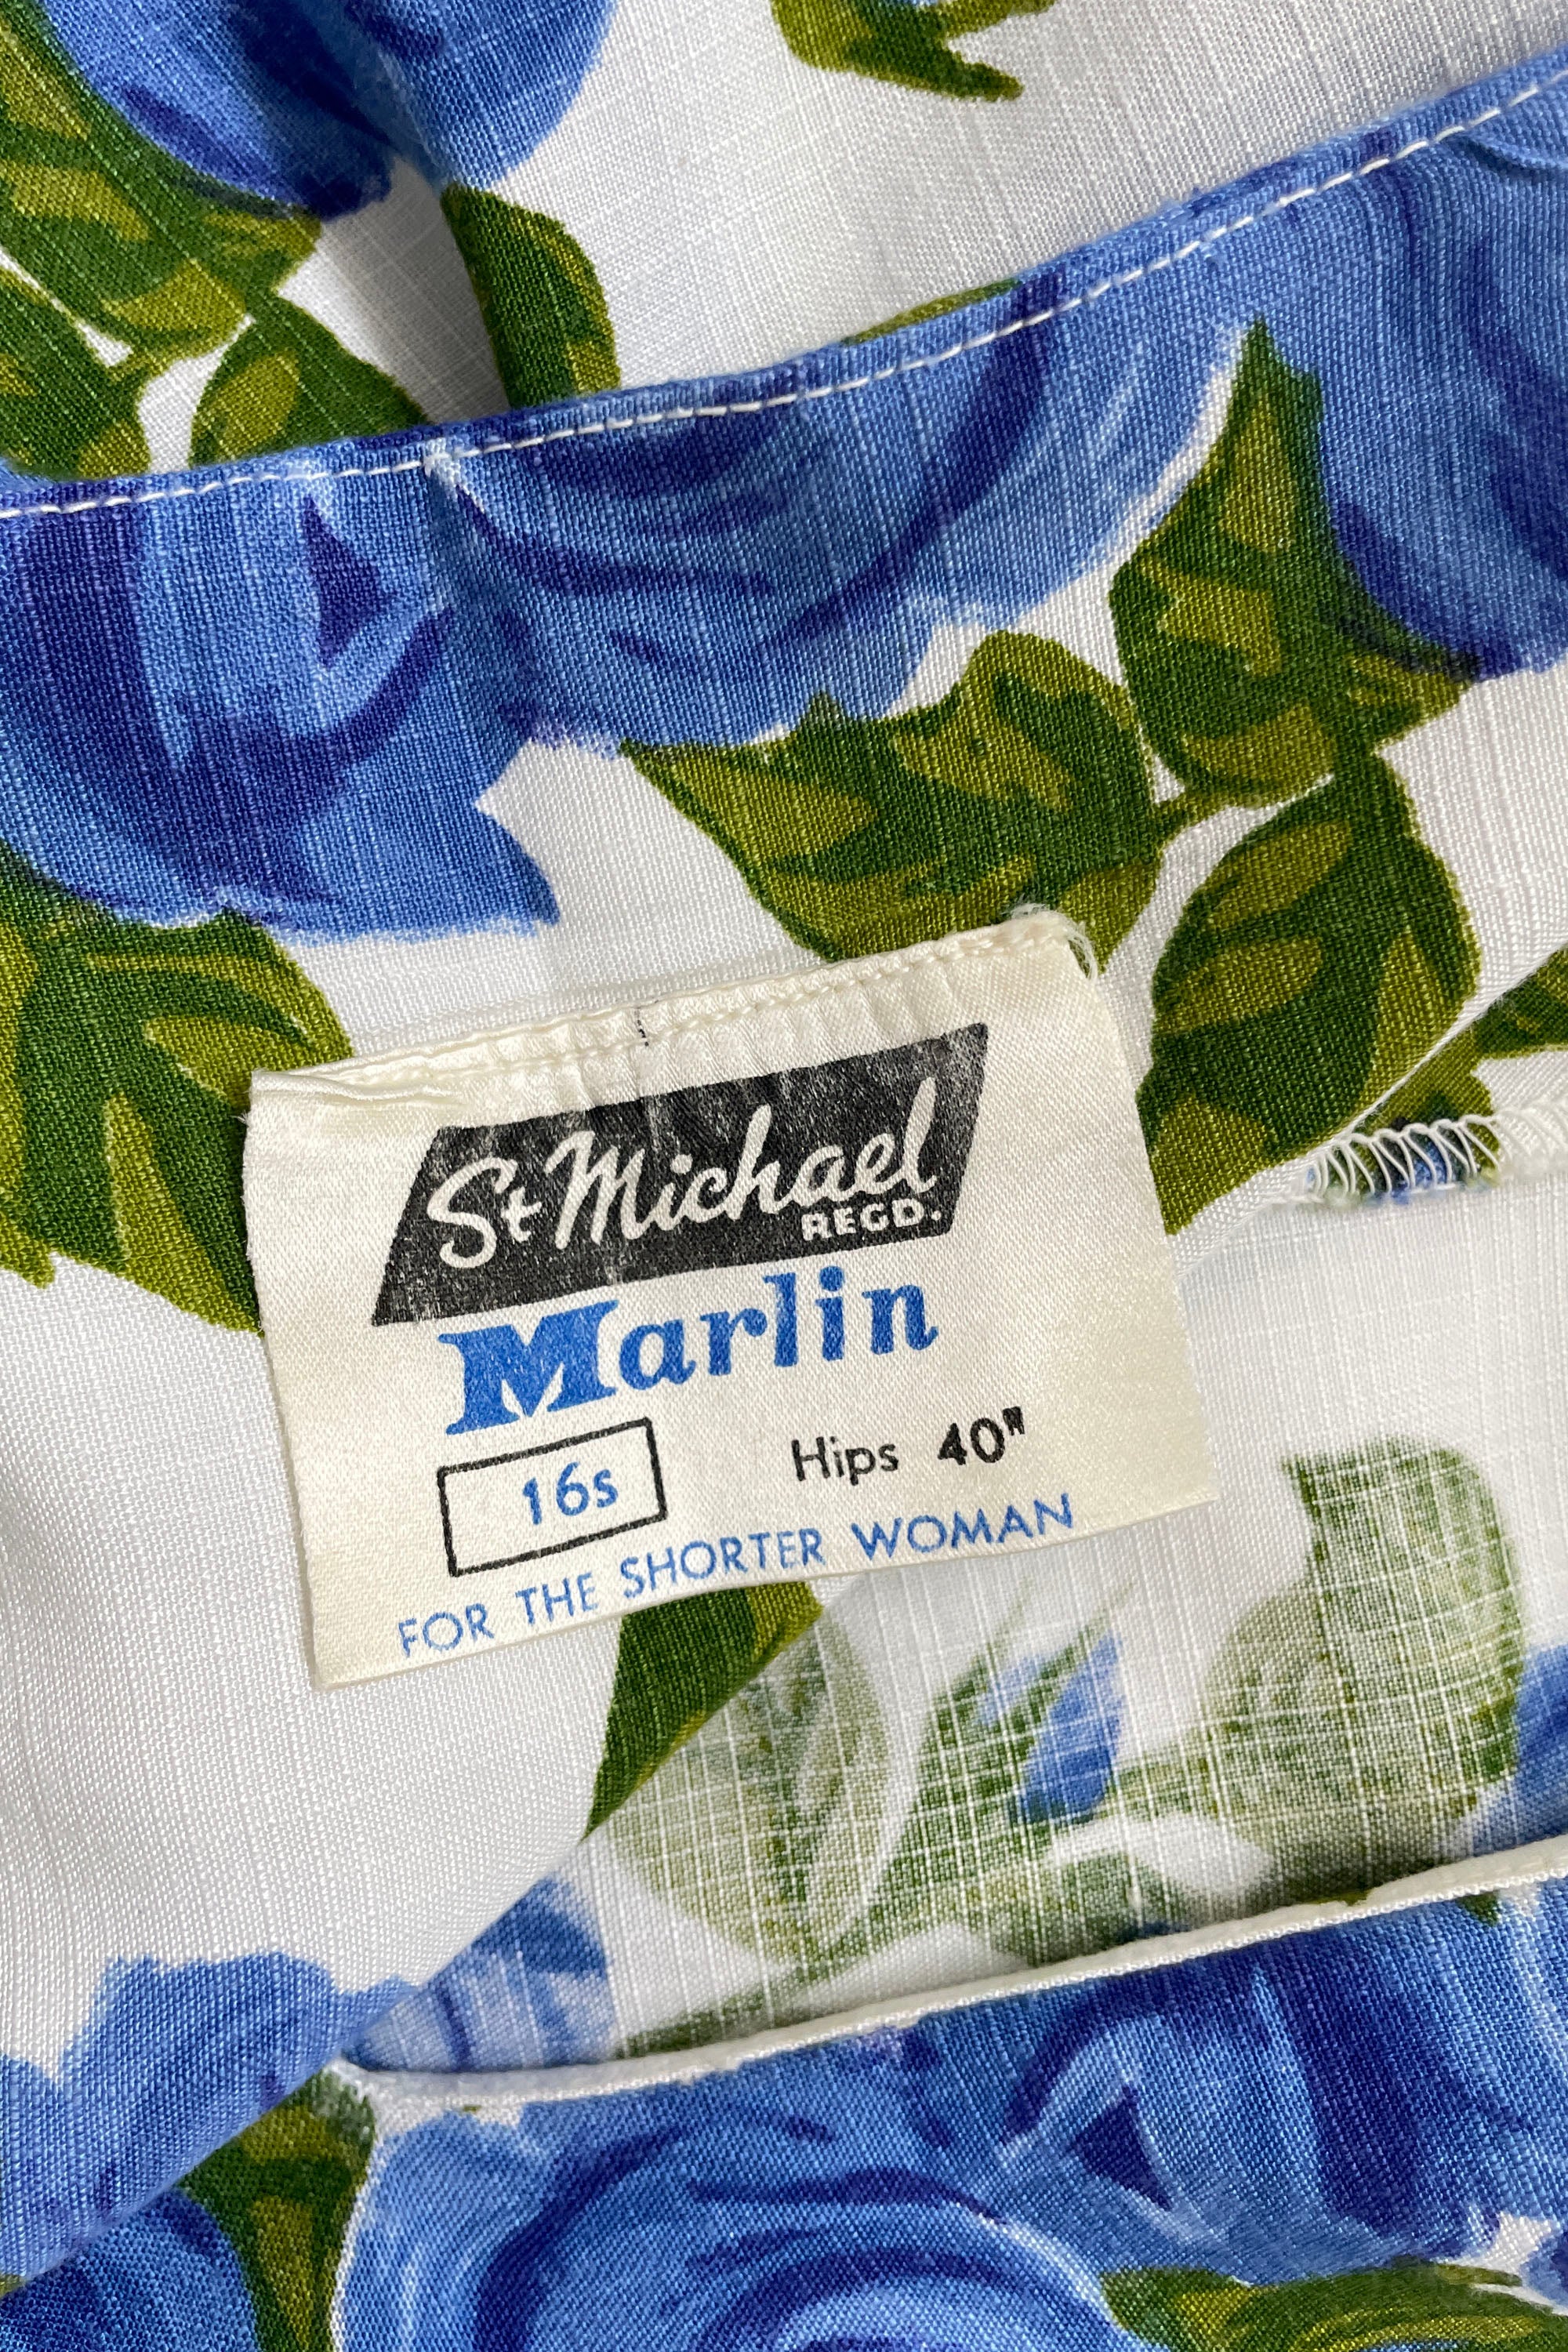 St Michael
REGD.
Marlin
16s Hips 40"
FOR THE SHORTER WOMAN